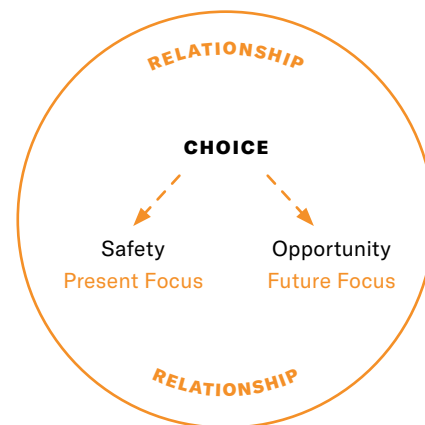 RELATIONSHIP
CHOICE
Safety
Present Focus
Opportunity
Future Focus
RELATIONSHIP